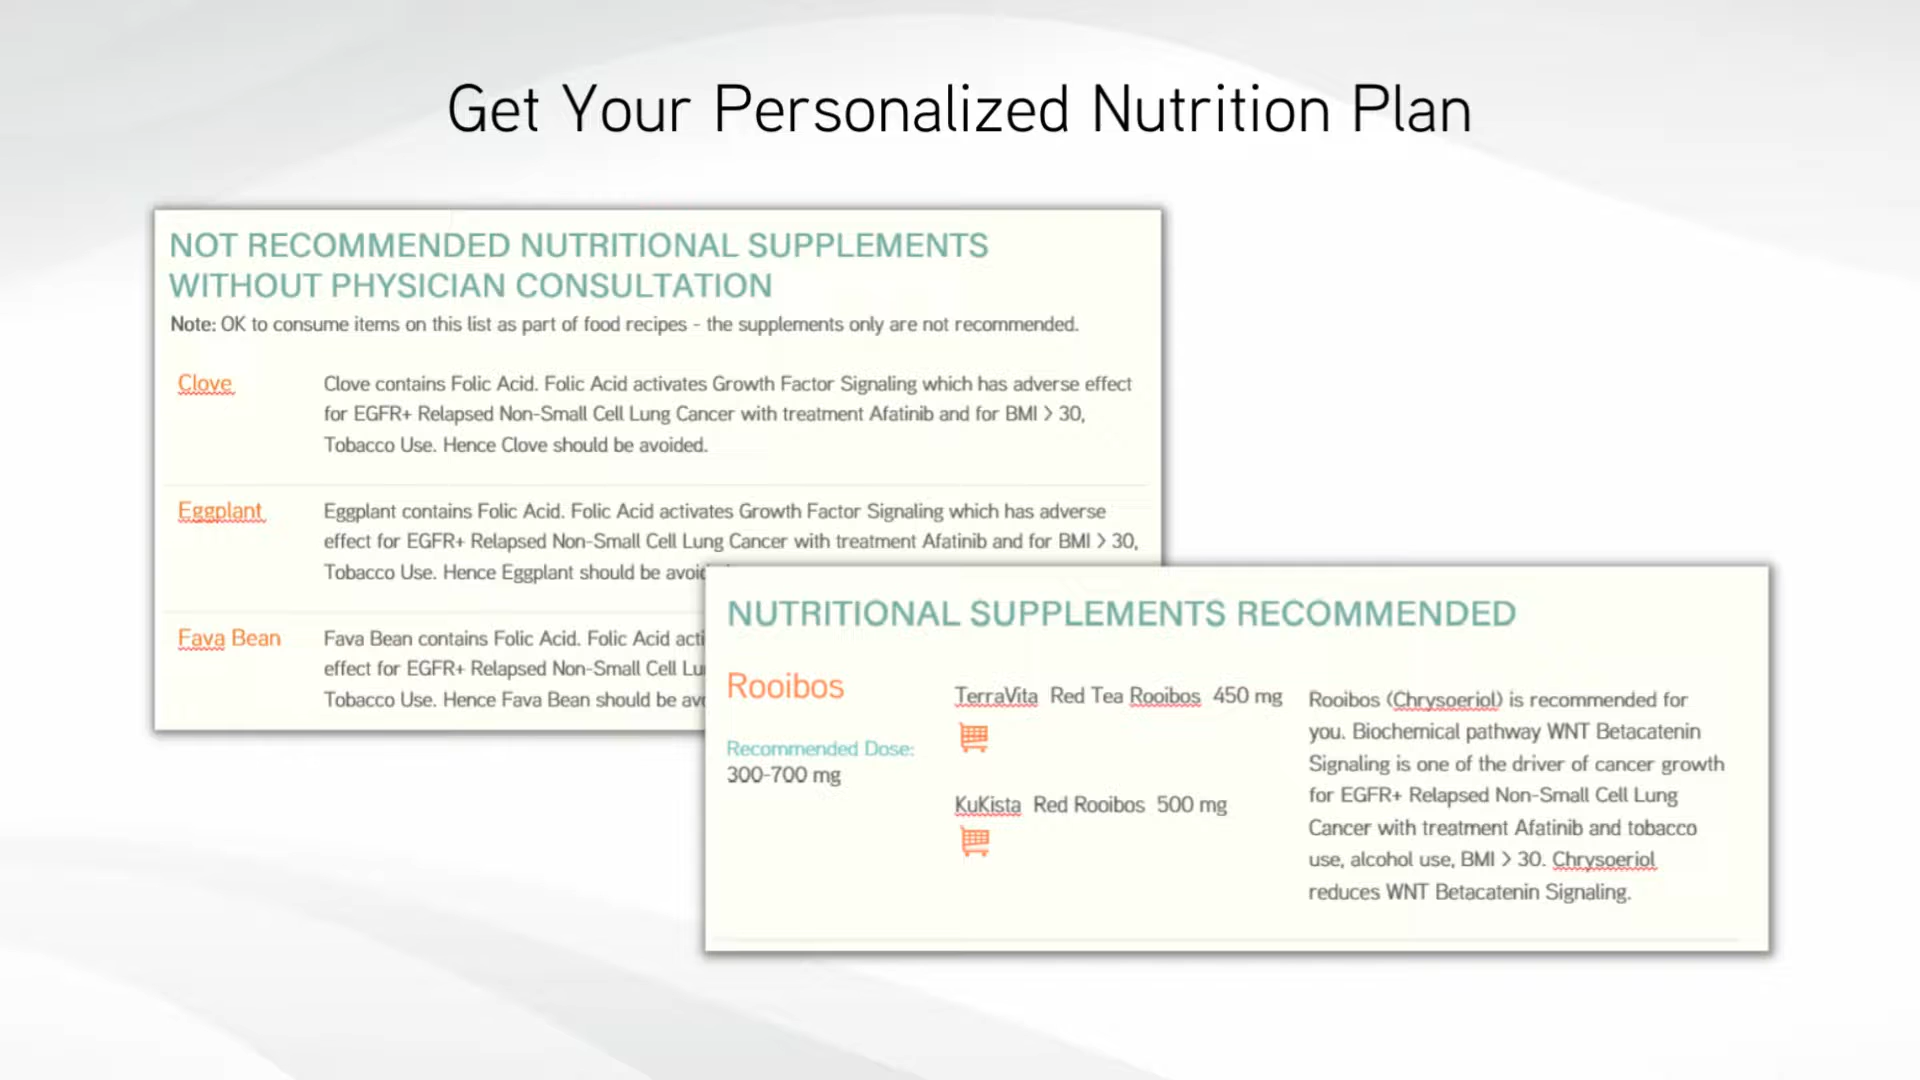 Get Your Personalized Nutrition Plan
NOT RECOMMENDED NUTRITIONAL SUPPLEMENTS
WITHOUT PHYSICIAN CONSULTATION
Note: OK to consume items on this list as part of food recipes - the supplements only are not recommended.
Clove
Clove contains Folic Acid. Folic Acid activates Growth Factor Signaling which has adverse effect
for EGFR+ Relapsed Non-Small Cell Lung Cancer with treatment Afatinib and for BMI > 30,
Tobacco Use. Hence Clove should be avoided.
Eggplant
Eggplant contains Folic Acid. Folic Acid activates Growth Factor Signaling which has adverse
effect for EGFR+ Relapsed Non-Small Cell Lung Cancer with treatment Afatinib and for BMI > 30,
Tobacco Use. Hence Eggplant should be
Fava Bean
Fava Bean contains Folic Acid. Folic Acid
effect for EGFR+ Relapsed Non-Small Cell
Tobacco Use. Hence Fava Bean should be
NUTRITIONAL SUPPLEMENTS RECOMMENDED
Rooibos
Recommended Dose:
300-700 mg
TerraVita Red Tea Rooibos 450 mg
KuKista Red Rooibos 500 mg
Rooibos (Chrysoeriol) is recommended for
you. Biochemical pathway WNT Betacatenin
Signaling is one of the driver of cancer growth
for EGFR+ Relapsed Non-Small Cell Lung
Cancer with treatment Afatinib and tobacco
use, alcohol use, BMI > 30. Chrysoeriol
reduces WNT Betacatenin Signaling.